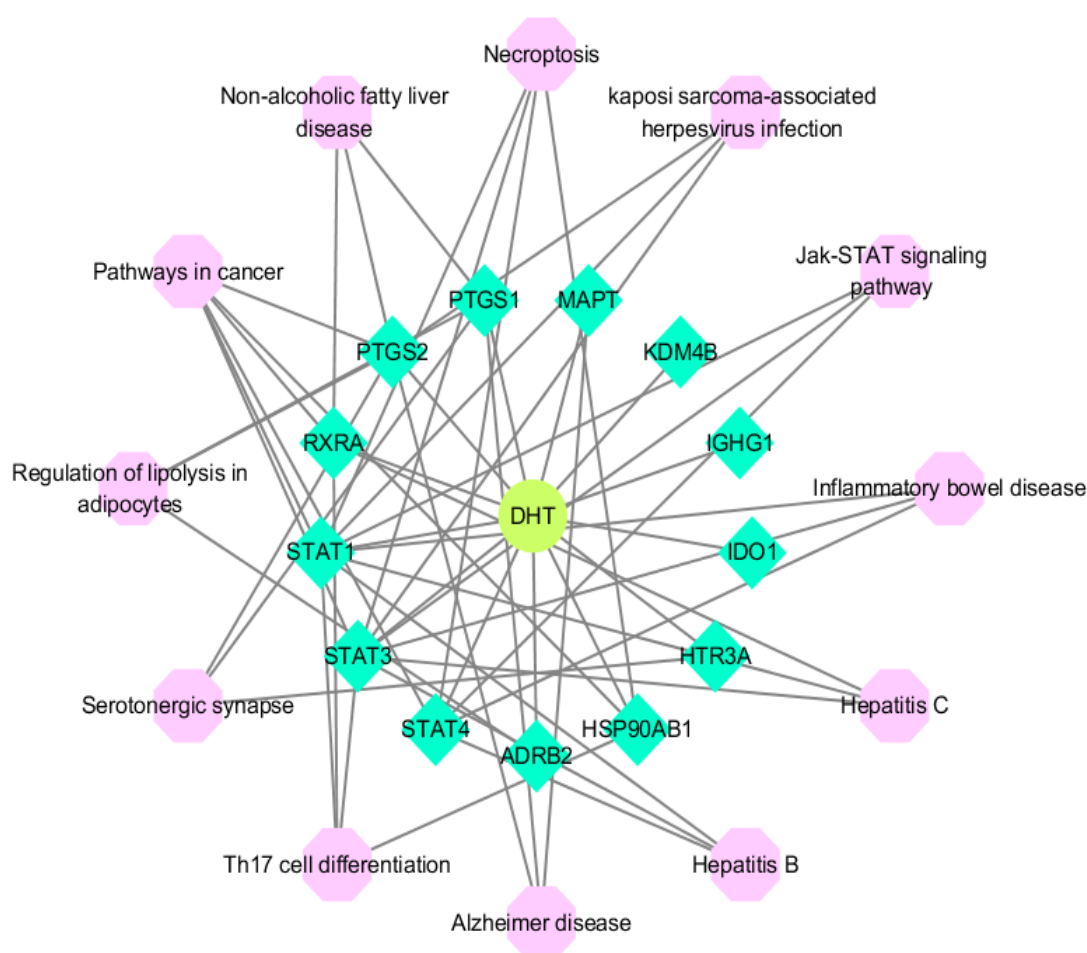 Necroptosis
Non-alcoholic fatty liver
disease
kaposi sarcoma-associated
herpesvirus infection
Pathways in cancer
Jak-STAT signaling
pathway
PTGS1
MAPT
PTGS2
KDM4B
RXRA
IGHG1
Regulation of lipolysis in
adipocytes
Inflammatory bowel disease
DHT
STAT1
IDO1
STAT3
HTR3A
Serotonergic synapse
Hepatitis C
STAT4
HSP90AB1
ADRB2
Th17 cell differentiation
Hepatitis B
Alzheimer disease